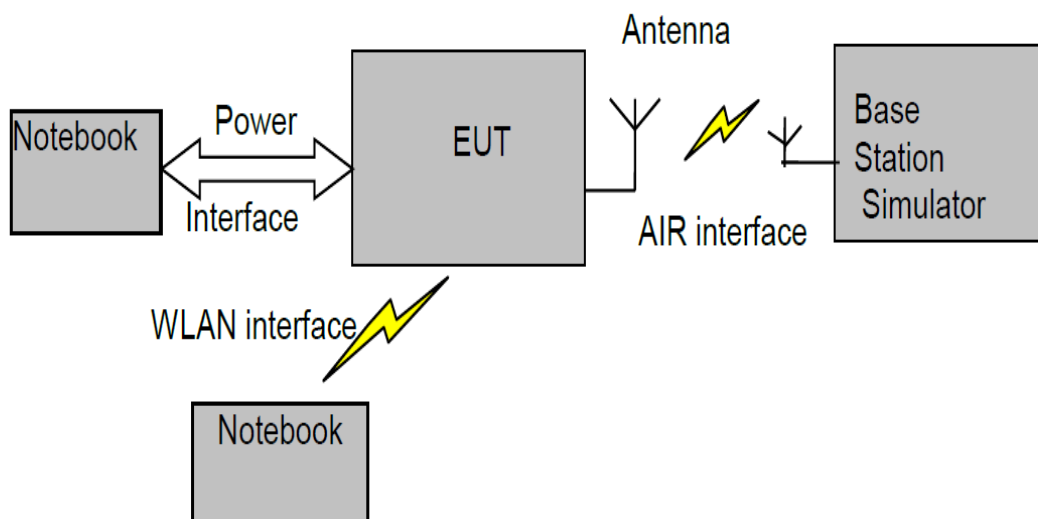 Antenna
Notebook
Power
Interface
EUT
Base
Station
Simulator
AIR interface
WLAN interface
Notebook